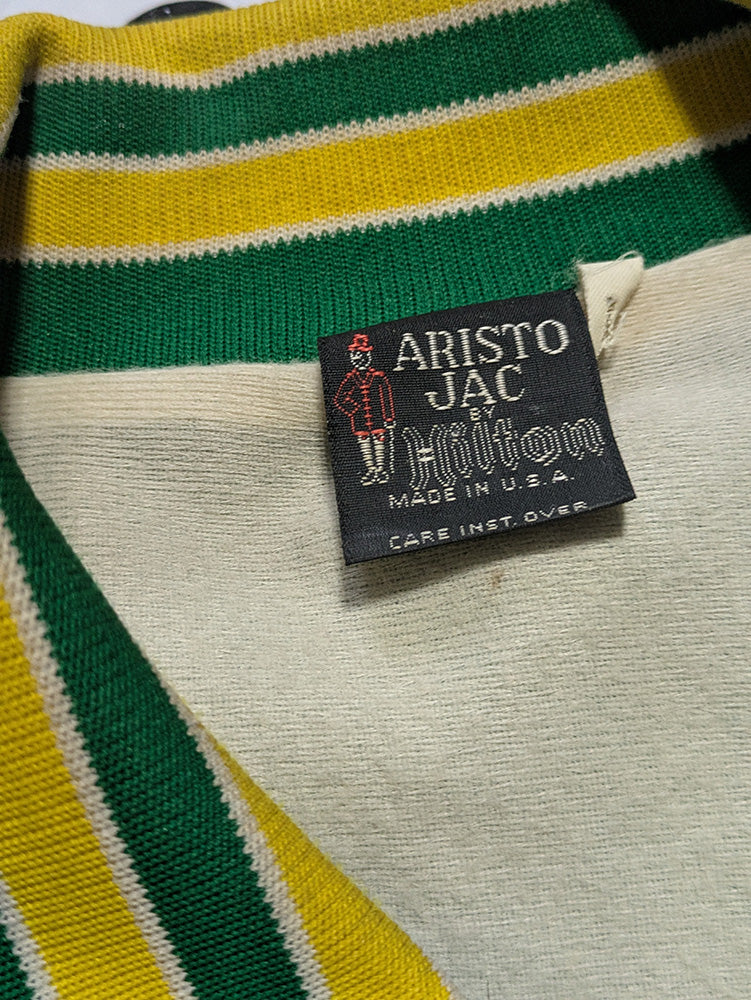 ARISTO
JAC
BY
Hilton
MADE IN U.S.A.
CARE INST. OVER